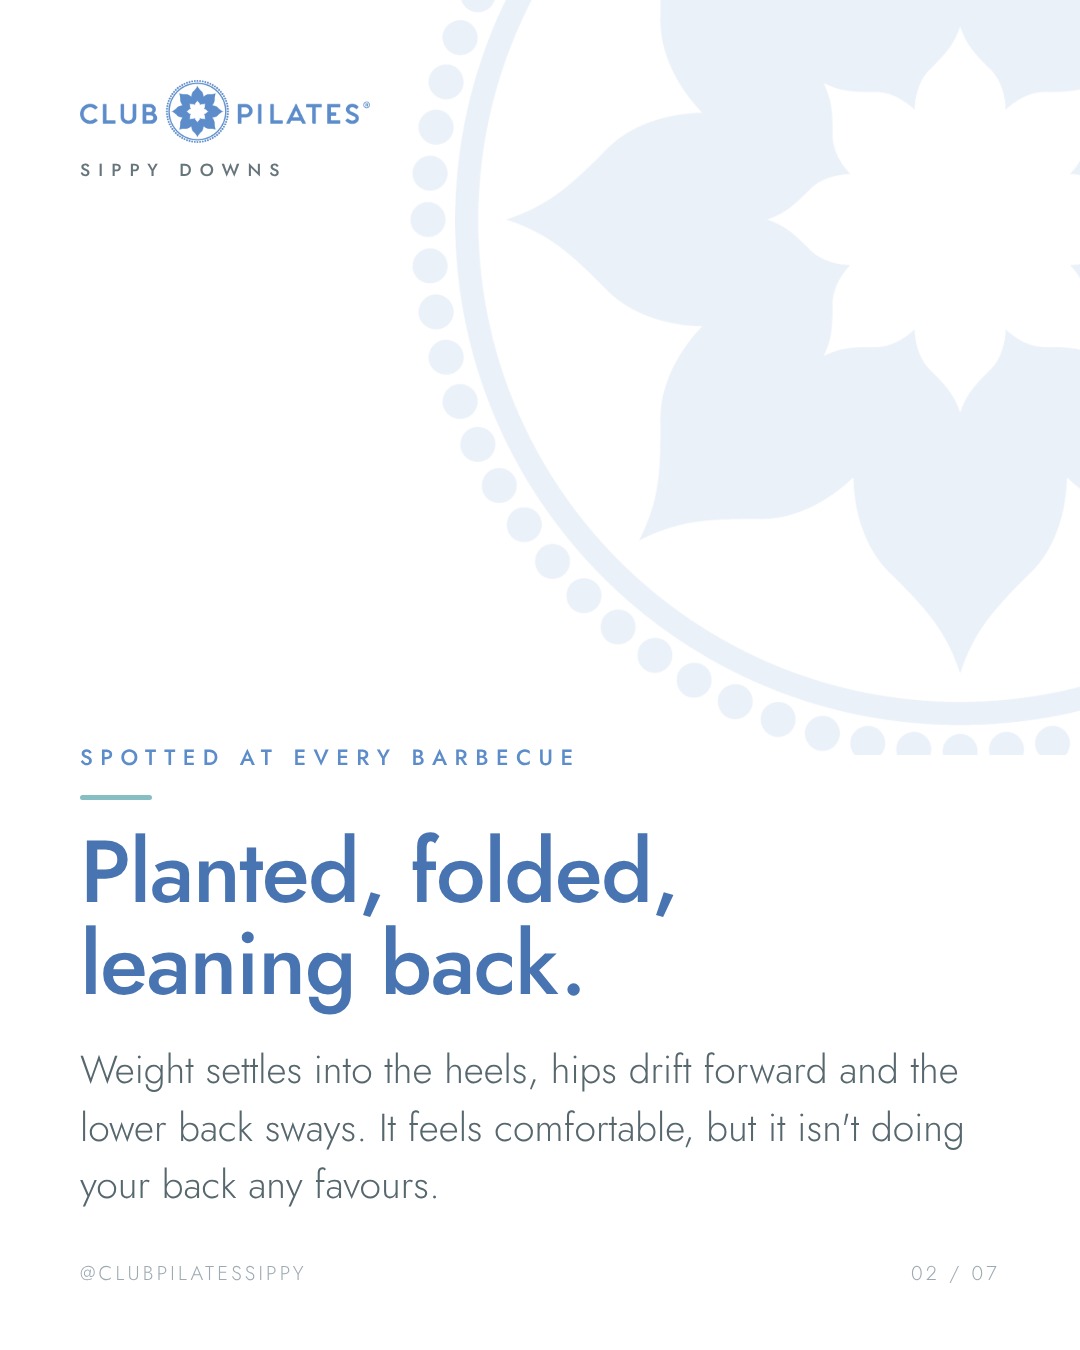 CLUB PILATES®
SIPPY DOWNS
SPOTTED AT EVERY BARBECUE
Planted, folded,
leaning back.
Weight settles into the heels, hips drift forward and the
lower back sways. It feels comfortable, but it isn't doing
your back any favours.
@CLUBPILATESSIPPY
02 / 07